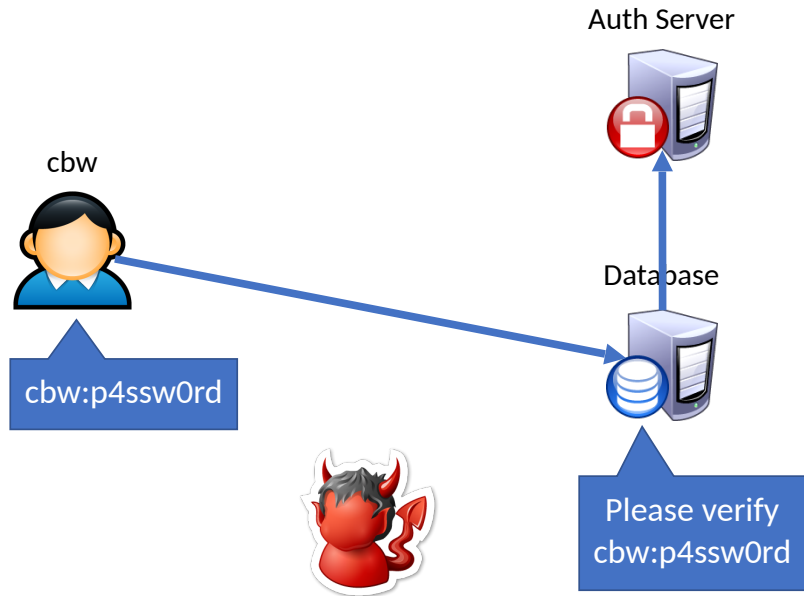 Auth Server
cbw
Database
cbw:p4ssw0rd
Please verify
cbw:p4ssw0rd